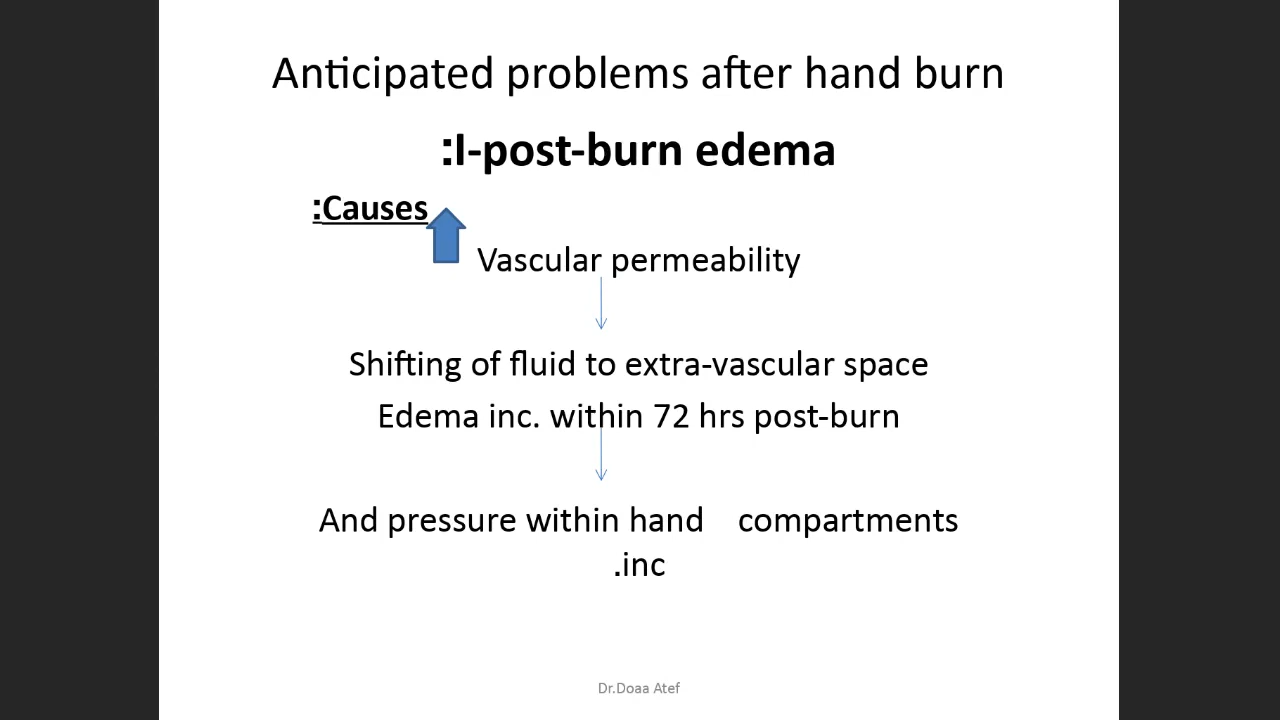 Anticipated problems after hand burn
:I-post-burn edema
:Causes
Vascular permeability
Shifting of fluid to extra-vascular space
Edema inc. within 72 hrs post-burn
And pressure within hand compartments
.inc
Dr.Doaa Atef